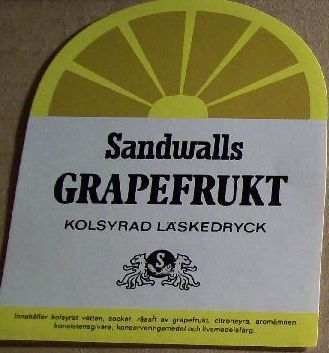 Sandwalls
GRAPEFRUKT
KOLSYRAD LÄSKEDRYCK
S
Innehåller kolsyrat vatten, socker, råsaft av grapefrukt, citronsyra, aromämnen,
konsistensgivare, konserveringsmedel och livsmedelsfärg.